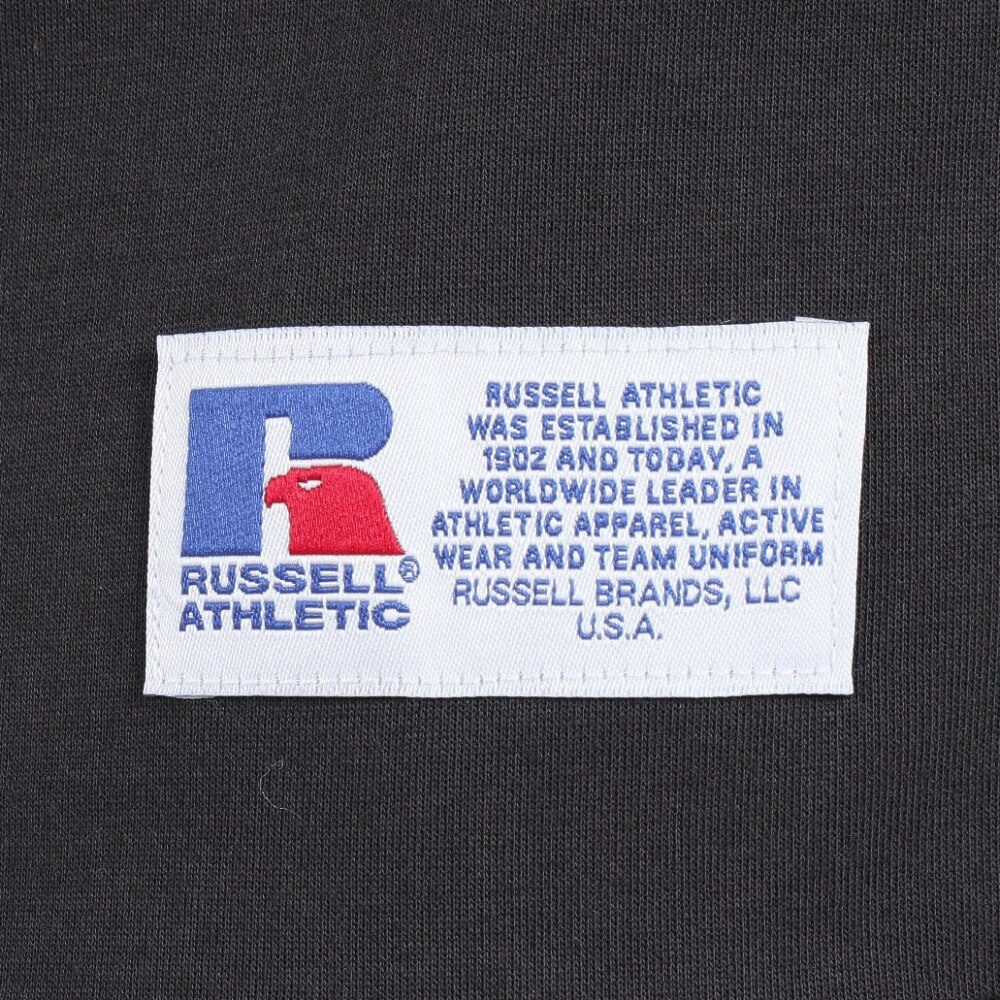 R
RUSSELL®
ATHLETIC
RUSSELL ATHLETIC
WAS ESTABLISHED IN
1902 AND TODAY, A
WORLDWIDE LEADER IN
ATHLETIC APPAREL, ACTIVE
WEAR AND TEAM UNIFORM
RUSSELL BRANDS, LLC
U.S.A.